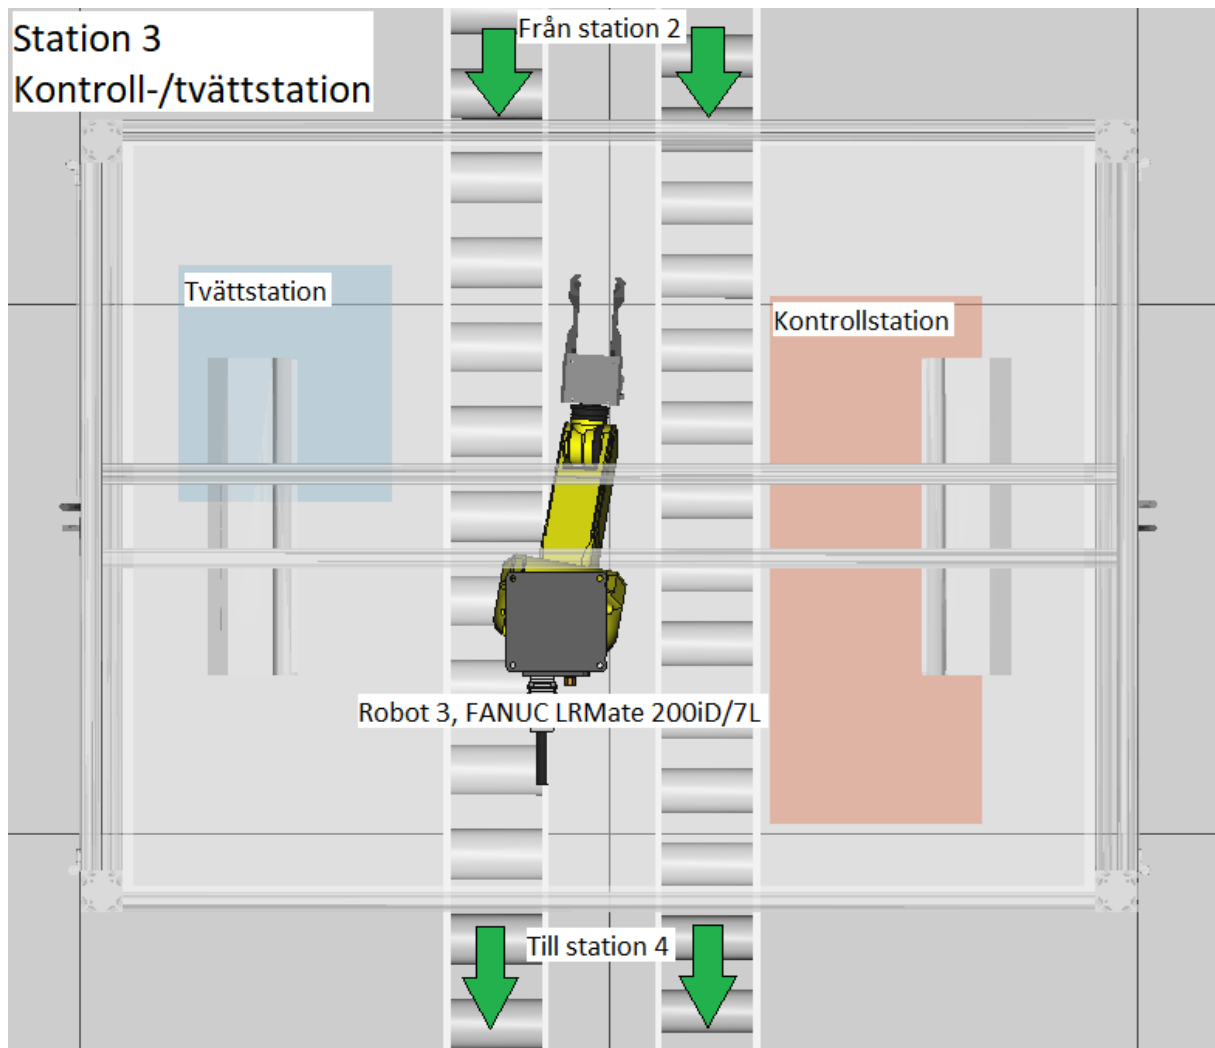 Station 3
Kontroll-/tvättstation
Från station 2
Tvättstation
Kontrollstation
Robot 3, FANUC LRMate 200iD/7L
Till station 4